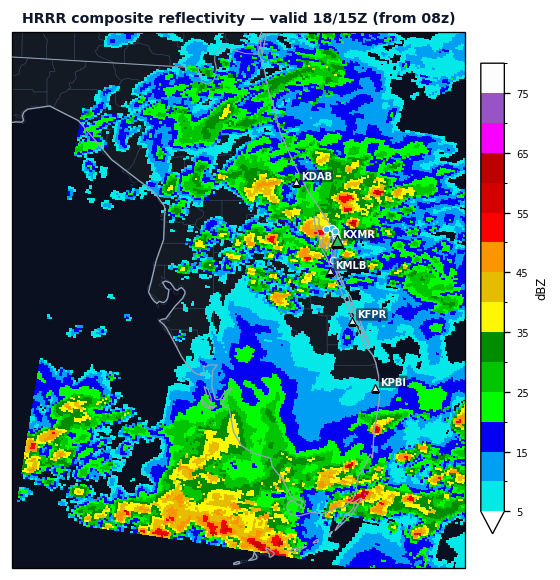 HRRR composite reflectivity — valid 18/15Z (from 08z)
75
65
55
45
35
25
15
5
dBZ
KDAB
KXMR
KMLB
KFPR
KPBI